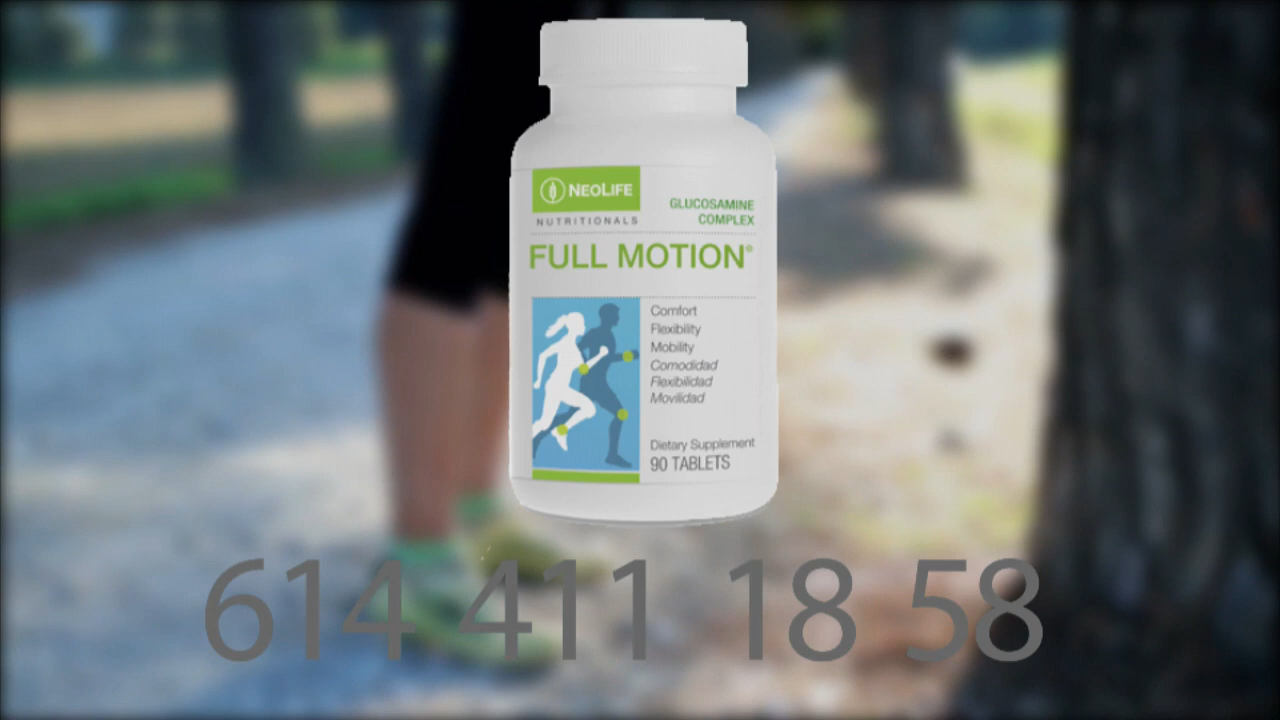 NEOLIFE
NUTRITIONALS
GLUCOSAMINE
COMPLEX
FULL MOTION®
Comfort
Flexibility
Mobility
Comodidad
Flexibilidad
Movilidad
Dietary Supplement
90 TABLETS
614 411 18 58